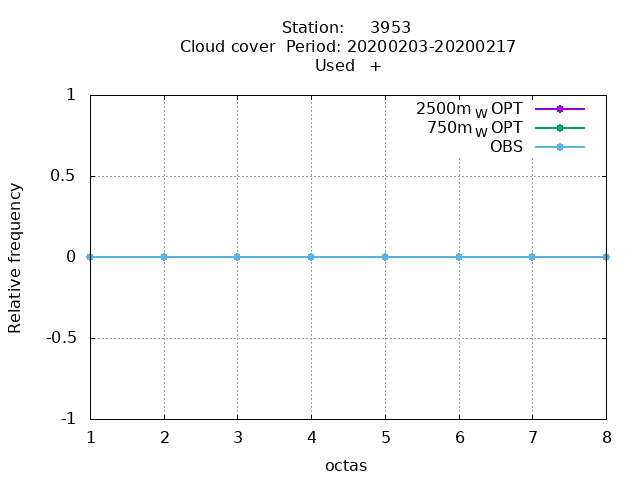 Station: 3953
Cloud cover Period: 20200203-20200217
Used +
2500m W OPT
750m W OPT
OBS
1
0.5
0
-0.5
-1
Relative frequency
1 2 3 4 5 6 7 8
octas